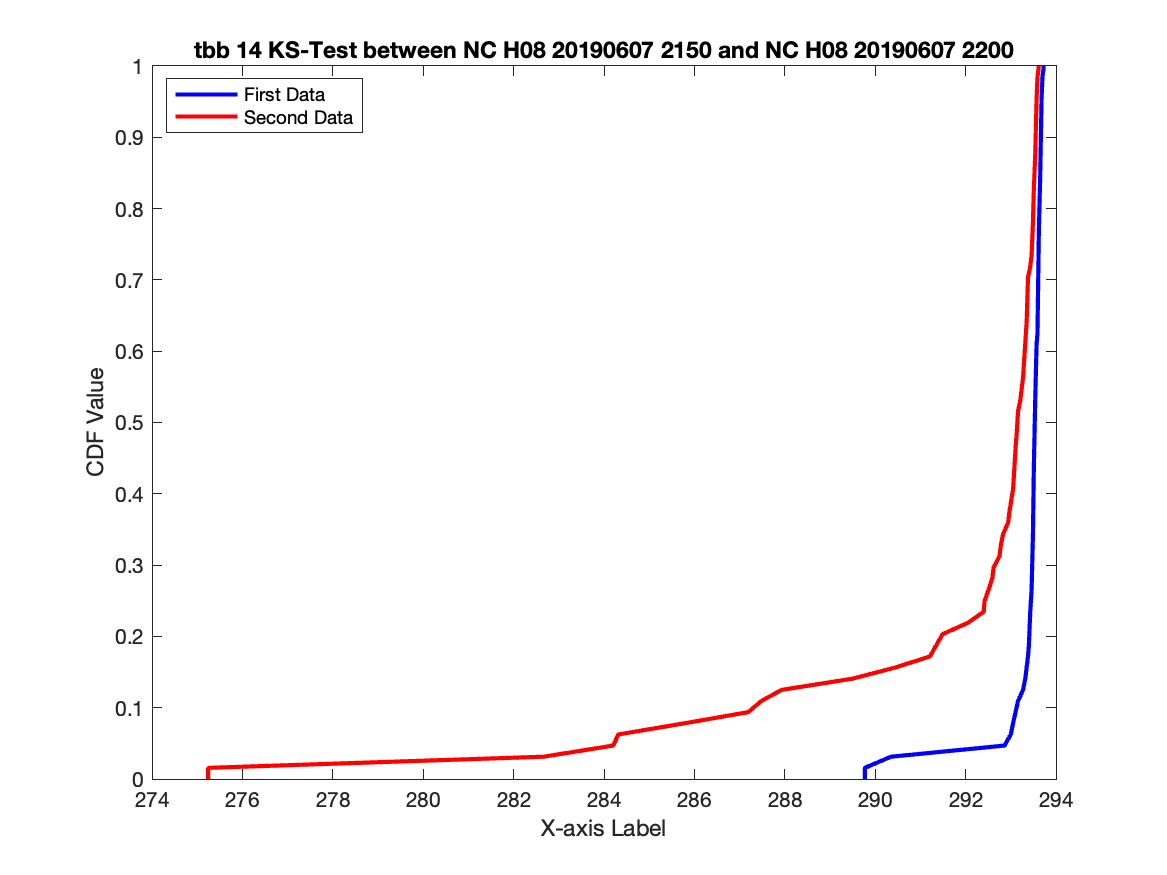 tbb 14 KS-Test between NC H08 20190607 2150 and NC H08 20190607 2200
First Data
Second Data
1
0.9
0.8
0.7
0.6
0.5
0.4
0.3
0.2
0.1
0
CDF Value
274 276 278 280 282 284 286 288 290 292 294
X-axis Label